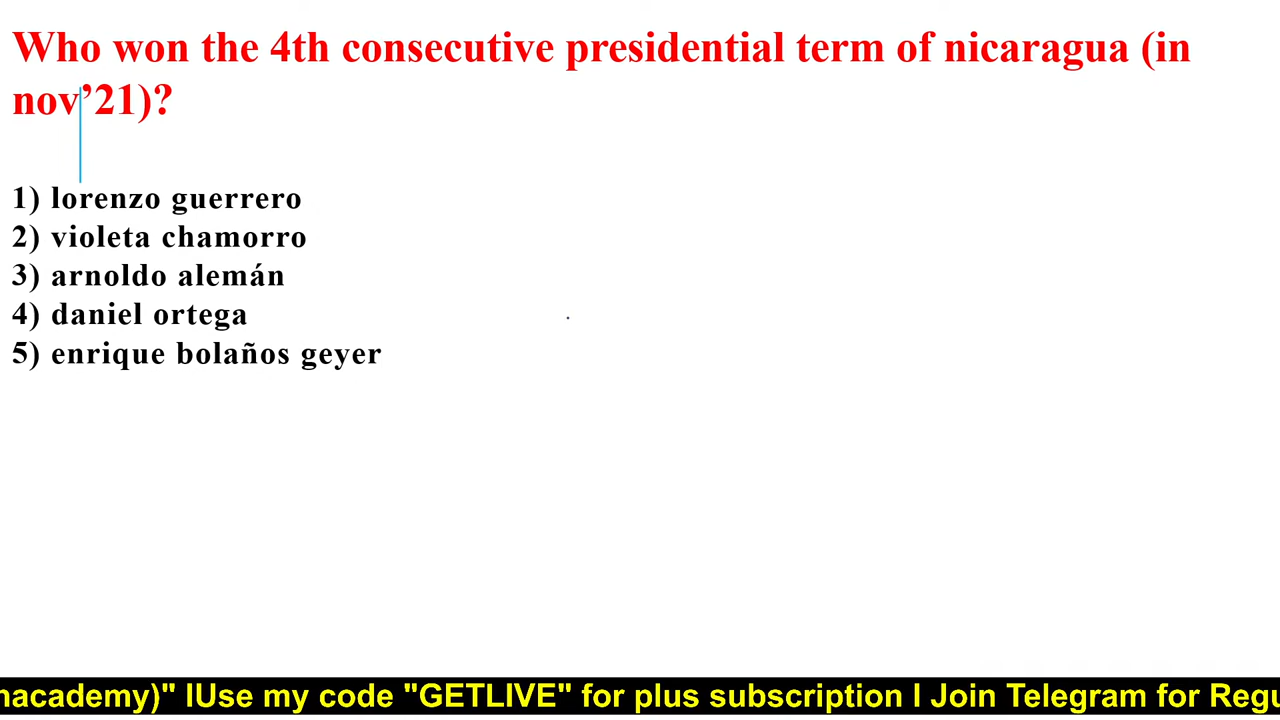 Who won the 4th consecutive presidential term of nicaragua (in
nov’21)?
1) lorenzo guerrero
2) violeta chamorro
3) arnoldo alemán
4) daniel ortega
5) enrique bolaños geyer
nacademy)" IUse my code "GETLIVE" for plus subscription I Join Telegram for Regu